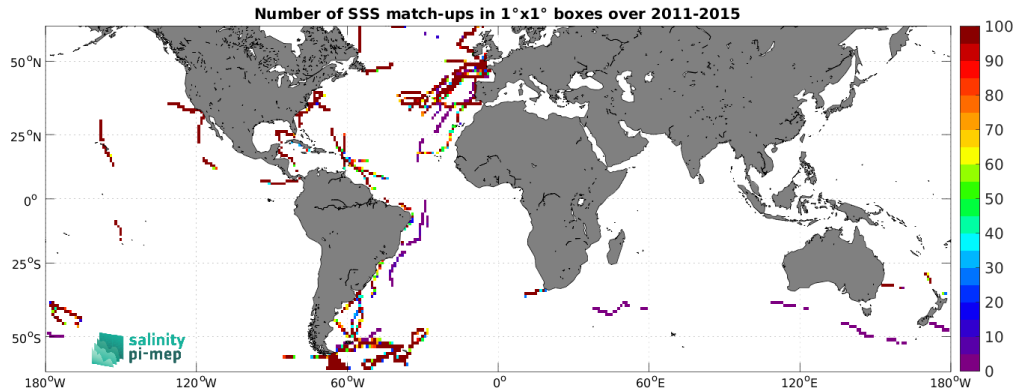 Number of SSS match-ups in 1°x1° boxes over 2011-2015
50°N
25°N
0°
25°S
50°S
180°W
120°W
60°W
0°
60°E
120°E
180°W
100
90
80
70
60
50
40
30
20
10
0
salinity
pi-mep